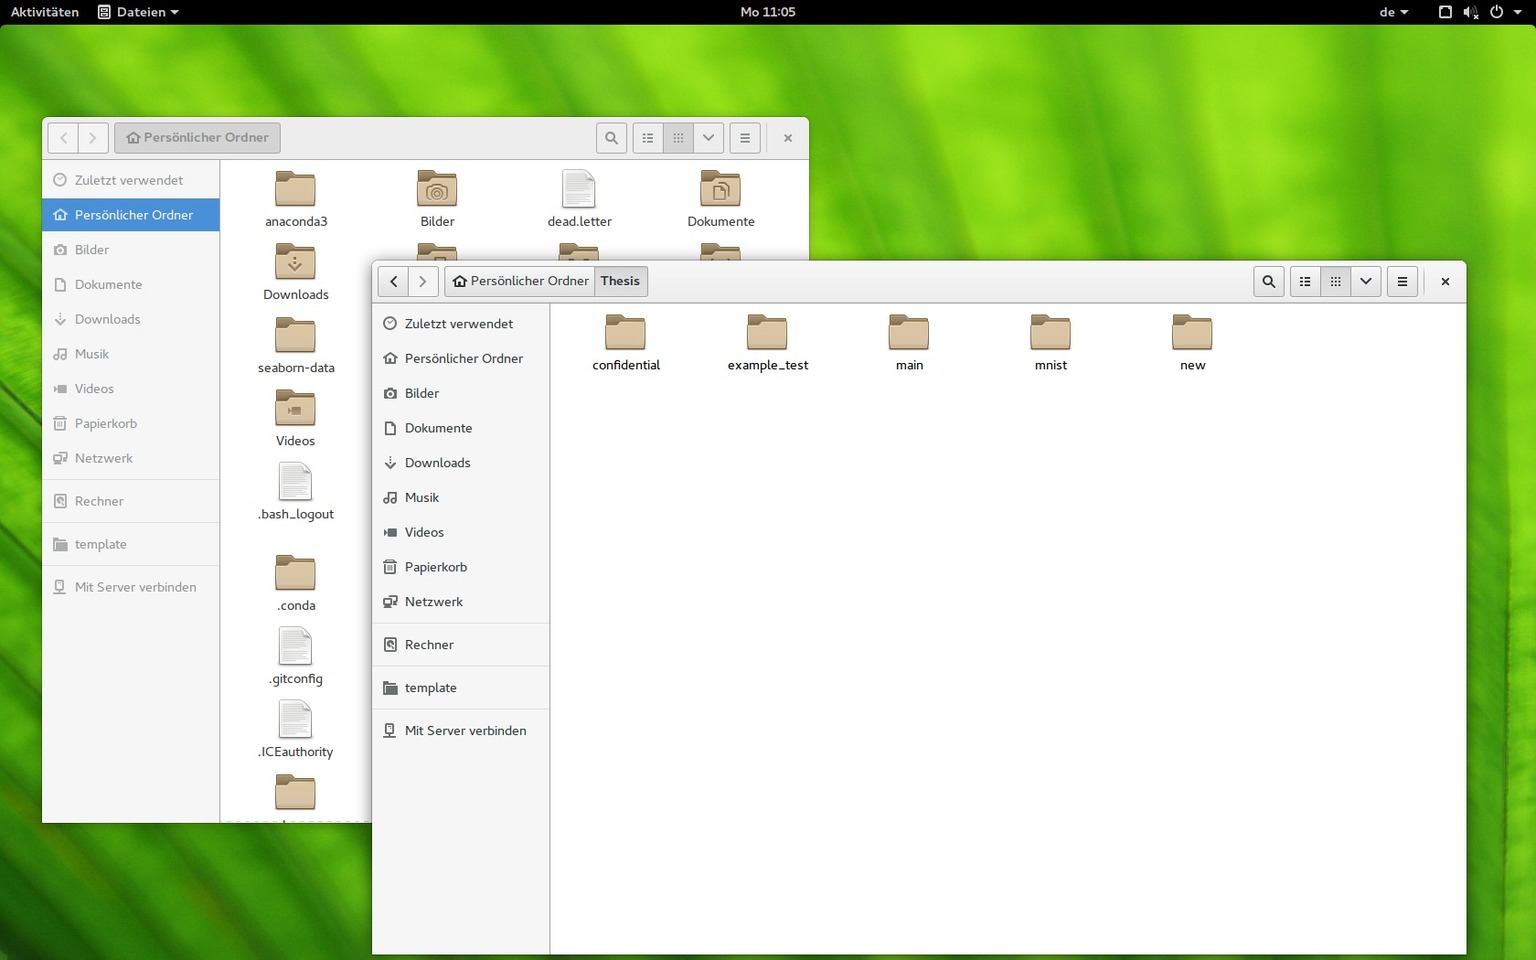 Aktivitäten
Dateien
Mo 11:05
de
Persönlicher Ordner
Zuletzt verwendet
Persönlicher Ordner
Bilder
Dokumente
Downloads
Musik
Videos
Papierkorb
Netzwerk
Rechner
template
Mit Server verbinden
anaconda3
Bilder
dead.letter
Dokumente
Downloads
seaborn-data
Videos
.bash_logout
.conda
.gitconfig
.ICEauthority
Persönlicher Ordner
Thesis
Zuletzt verwendet
Persönlicher Ordner
Bilder
Dokumente
Downloads
Musik
Videos
Papierkorb
Netzwerk
Rechner
template
Mit Server verbinden
confidential
example_test
main
mnist
new